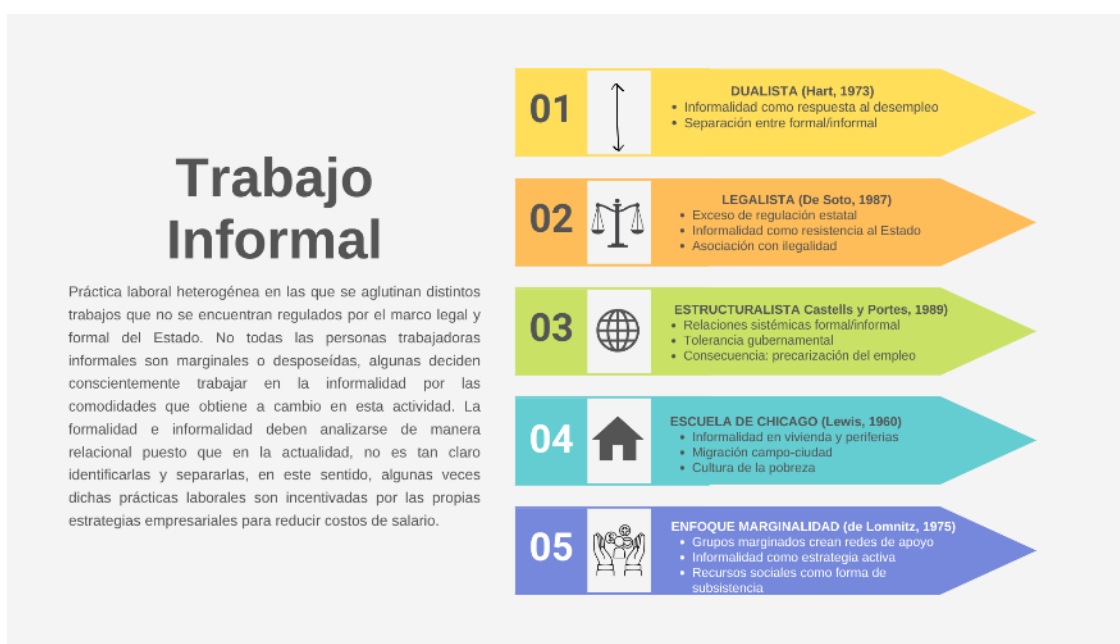 Trabajo
Informal
Práctica laboral heterogénea en las que se aglutinan distintos
trabajos que no se encuentran regulados por el marco legal y
formal del Estado. No todas las personas trabajadoras
informales son marginales o desposeídas, algunas deciden
conscientemente trabajar en la informalidad por las
comodidades que obtiene a cambio en esta actividad. La
formalidad e informalidad deben analizarse de manera
relacional puesto que en la actualidad, no es tan claro
identificarlas y separarlas, en este sentido, algunas veces
dichas prácticas laborales son incentivadas por las propias
estrategias empresariales para reducir costos de salario.
01
DUALISTA (Hart, 1973)
• Informalidad como respuesta al desempleo
• Separación entre formal/informal
02
LEGALISTA (De Soto, 1987)
• Exceso de regulación estatal
• Informalidad como resistencia al Estado
• Asociación con ilegalidad
03
ESTRUCTURALISTA Castells y Portes, 1989)
• Relaciones sistémicas formal/informal
• Tolerancia gubernamental
• Consecuencia: precarización del empleo
04
ESCUELA DE CHICAGO (Lewis, 1960)
• Informalidad en vivienda y periferias
• Migración campo-ciudad
• Cultura de la pobreza
05
ENFOQUE MARGINALIDAD (de Lomnitz, 1975)
• Grupos marginados crean redes de apoyo
• Informalidad como estrategia activa
• Recursos sociales como forma de
subsistencia